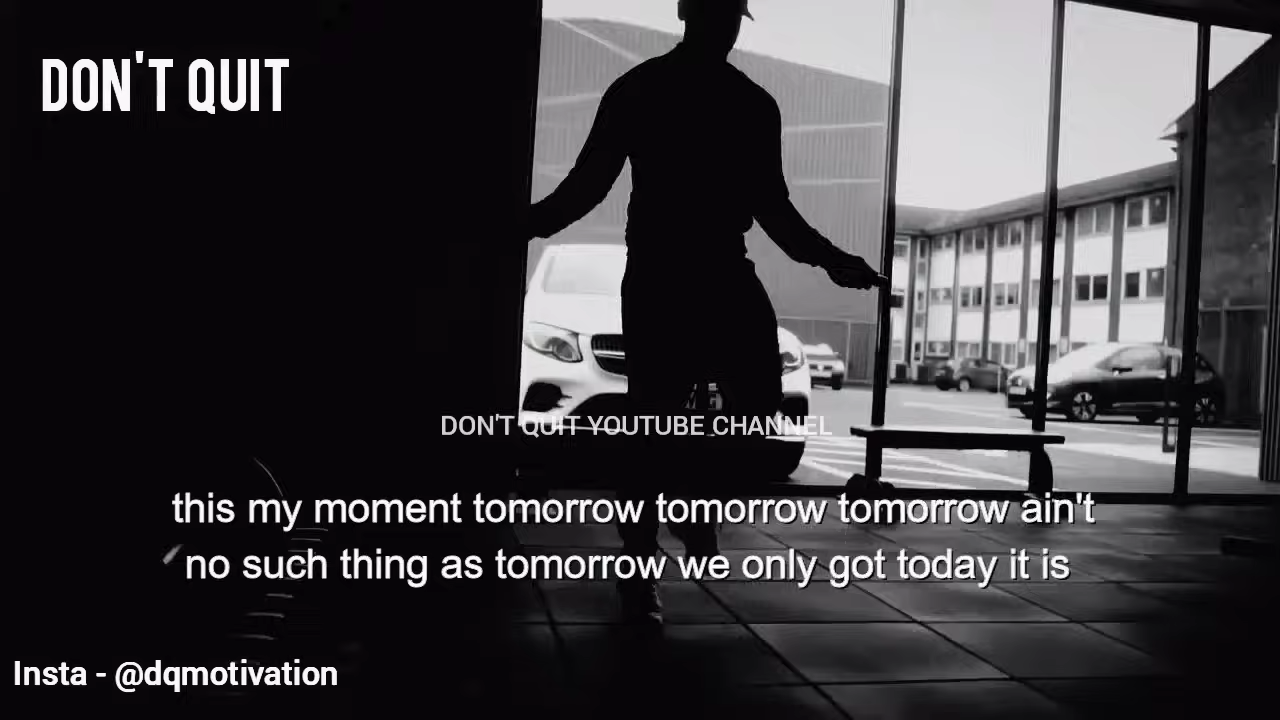 DON'T QUIT
DON'T QUIT YOUTUBE CHANNEL
this my moment tomorrow tomorrow tomorrow ain't
no such thing as tomorrow we only got today it is
Insta - @dqmotivation